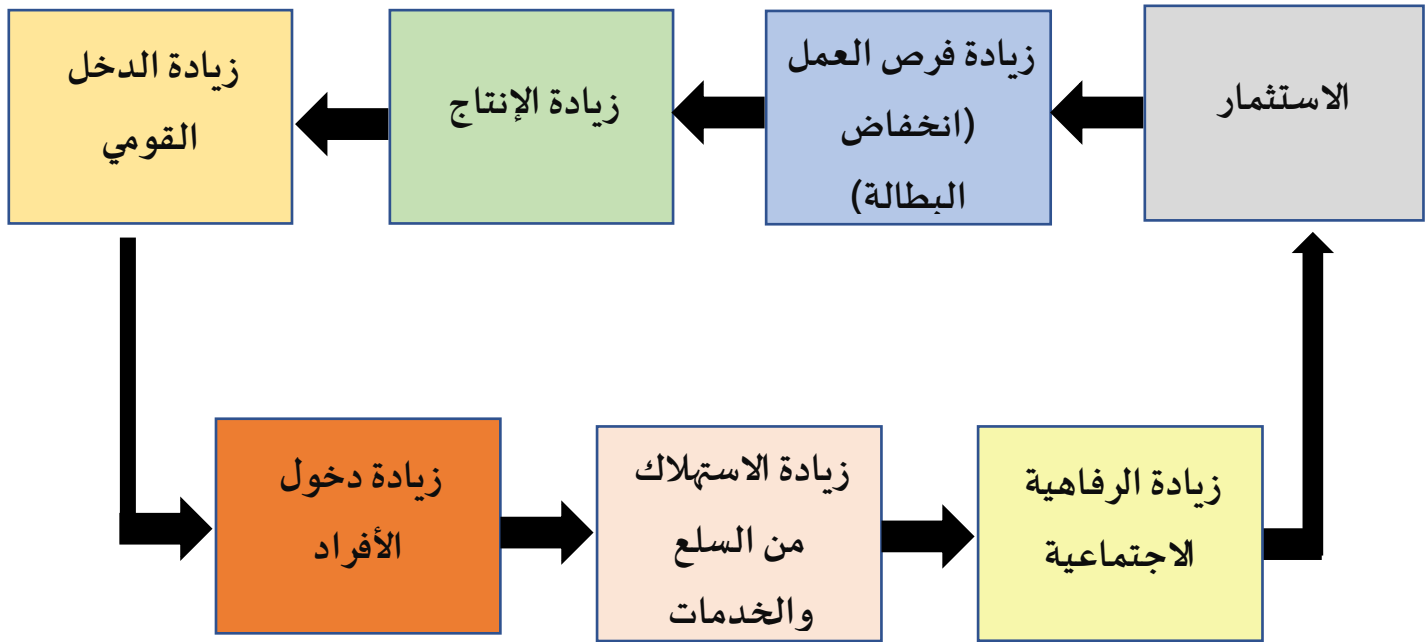 الاستثمار
زيادة فرص العمل
(انخفاض
البطالة)
زيادة الإنتاج
زيادة الدخل
القومي
زيادة دخول
الأفراد
زيادة الاستهلاك
من السلع
والخدمات
زيادة الرفاهية
الاجتماعية